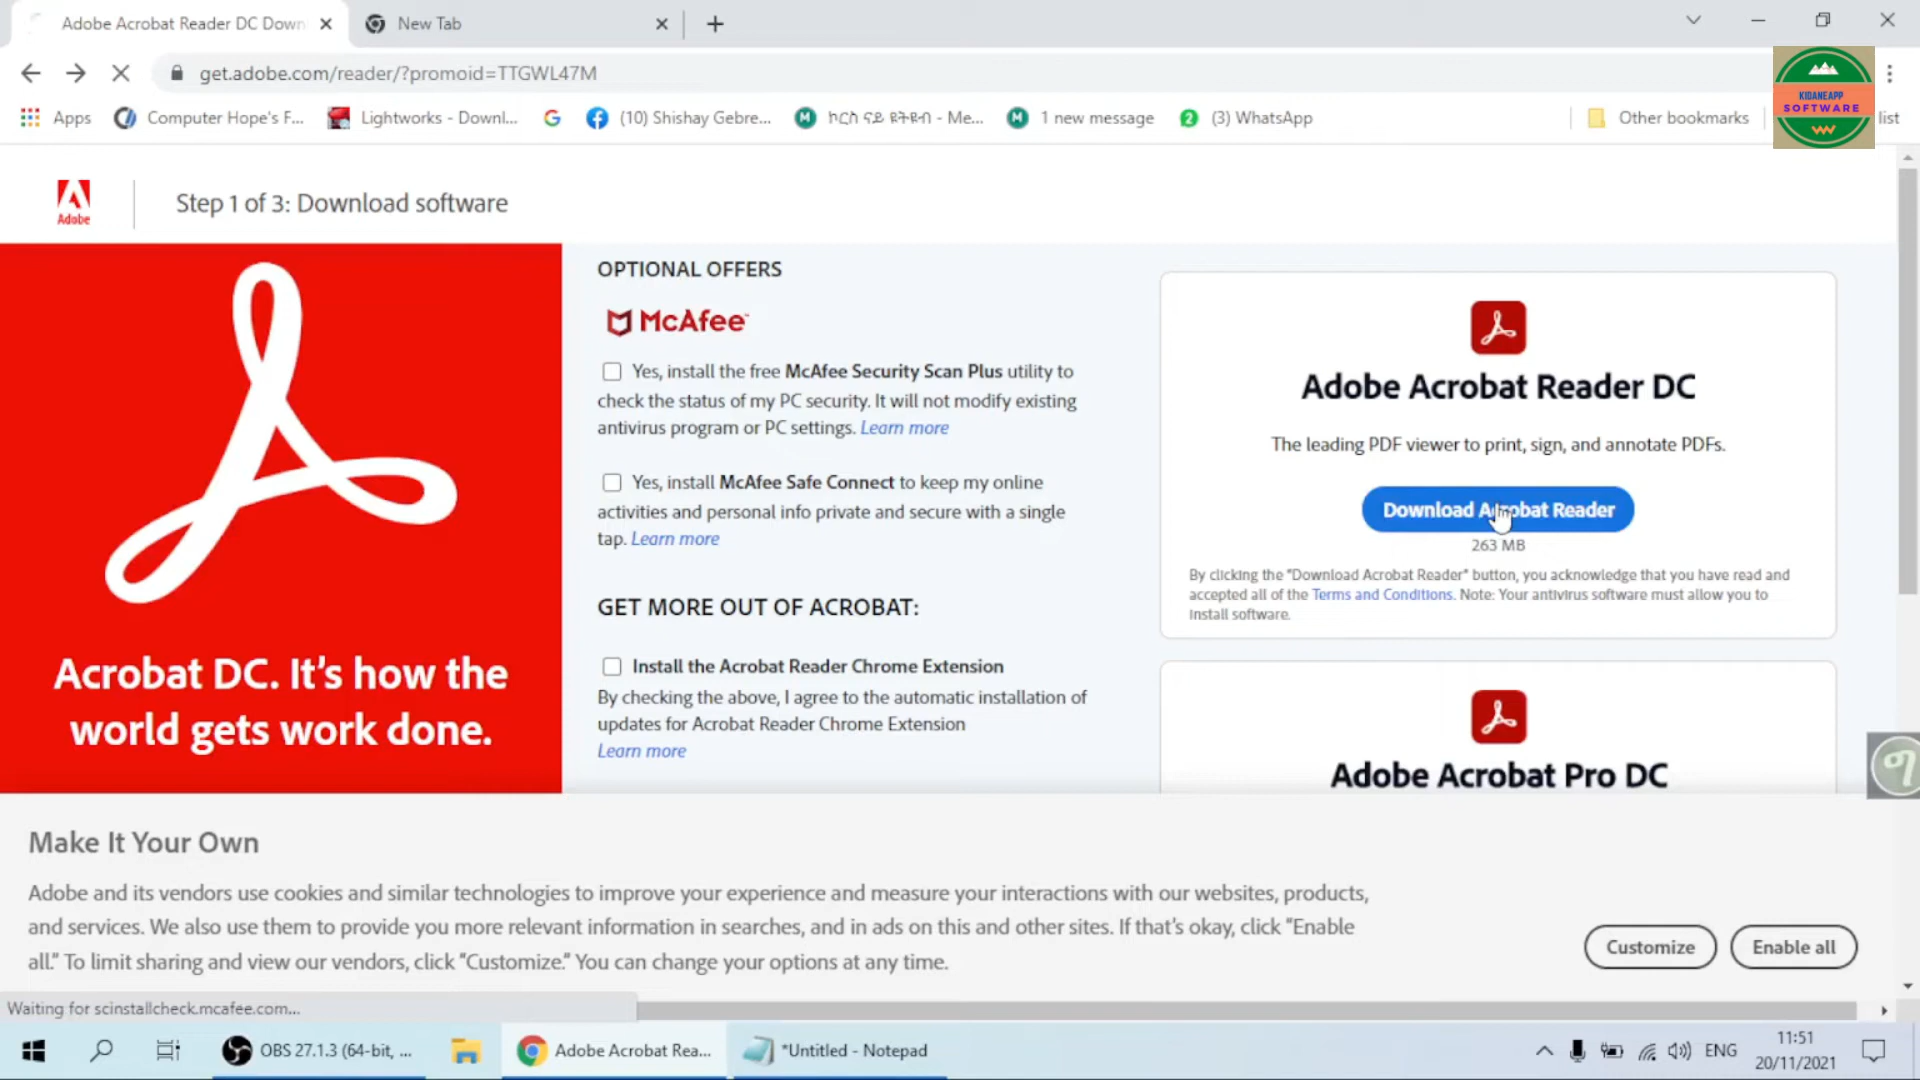 Adobe Acrobat Reader DC Down
New Tab
get.adobe.com/reader/?promoid=TTGWL47M
Apps
Computer Hope's F...
Lightworks - Downl...
(10) Shishay Gebre...
ኮርስ ናይ ዩትዩብ - Me...
1 new message
2
(3) WhatsApp
Other bookmarks
list
KIDANEAPP
SOFTWARE
Adobe
Step 1 of 3: Download software
Acrobat DC. It's how the
world gets work done.
OPTIONAL OFFERS
McAfee™
Yes, install the free McAfee Security Scan Plus utility to
check the status of my PC security. It will not modify existing
antivirus program or PC settings. Learn more
Yes, install McAfee Safe Connect to keep my online
activities and personal info private and secure with a single
tap. Learn more
GET MORE OUT OF ACROBAT:
Install the Acrobat Reader Chrome Extension
By checking the above, I agree to the automatic installation of
updates for Acrobat Reader Chrome Extension
Learn more
Adobe Acrobat Reader DC
The leading PDF viewer to print, sign, and annotate PDFs.
Download Acrobat Reader
263 MB
By clicking the "Download Acrobat Reader" button, you acknowledge that you have read and
accepted all of the Terms and Conditions. Note: Your antivirus software must allow you to
install software.
Adobe Acrobat Pro DC
Make It Your Own
Adobe and its vendors use cookies and similar technologies to improve your experience and measure your interactions with our websites, products,
and services. We also use them to provide you more relevant information in searches, and in ads on this and other sites. If that's okay, click "Enable
all." To limit sharing and view our vendors, click "Customize." You can change your options at any time.
Customize
Enable all
Waiting for scinstallcheck.mcafee.com...
OBS 27.1.3 (64-bit, ...
Adobe Acrobat Rea...
*Untitled - Notepad
ENG
11:51
20/11/2021